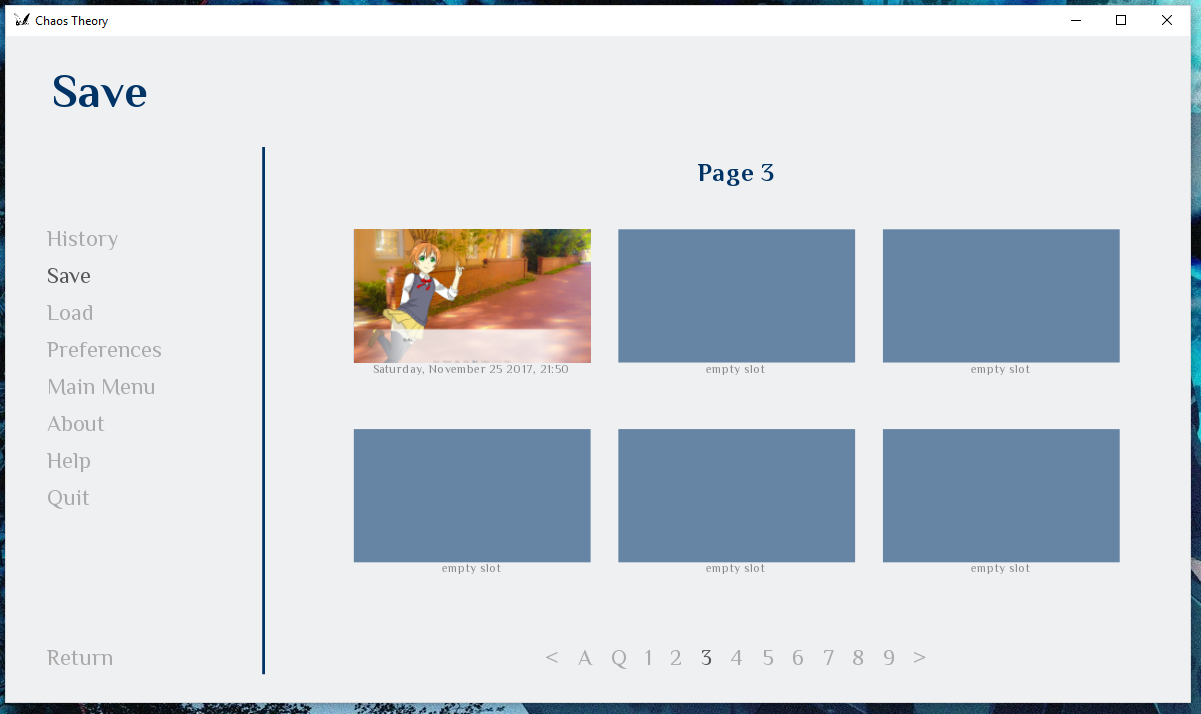 Chaos Theory
Save
History
Save
Load
Preferences
Main Menu
About
Help
Quit
Return
Page 3
Saturday, November 25 2017, 21:50
empty slot
empty slot
empty slot
empty slot
empty slot
< A Q 1 2 3 4 5 6 7 8 9 >